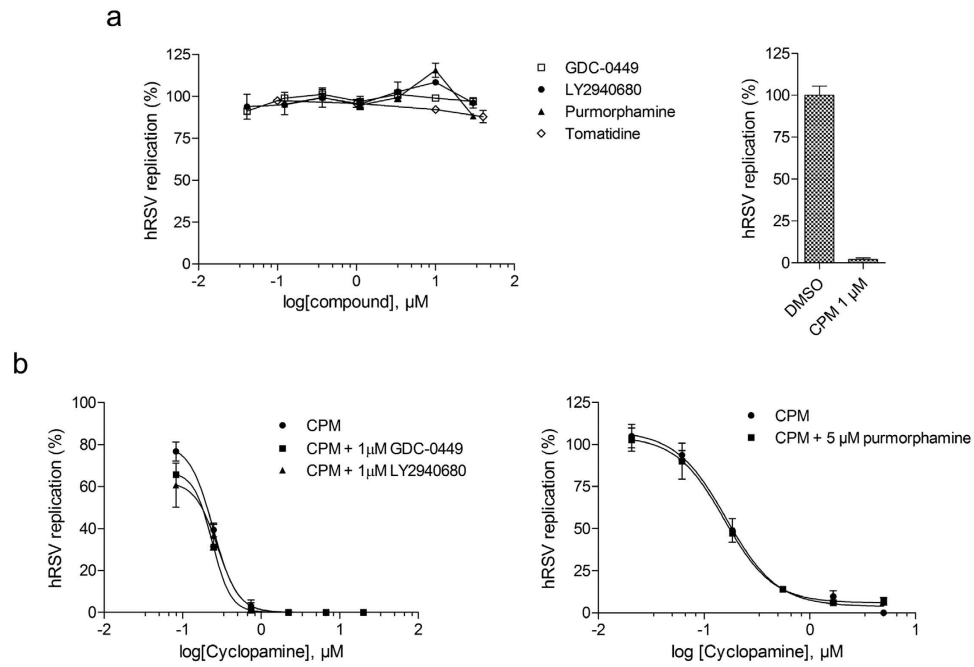 a
hRSV replication (%)
125
100
75
50
25
0
-2
-1
0
1
2
log[compound], µM
GDC-0449
LY2940680
Purmorphamine
Tomatidine
hRSV replication (%)
125
100
75
50
25
0
DMSO
CPM 1 µM
b
hRSV replication (%)
100
80
60
40
20
0
-2
-1
0
1
2
log[Cyclopamine], µM
CPM
CPM + 1µM GDC-0449
CPM + 1µM LY2940680
hRSV replication (%)
125
100
75
50
25
0
-2
-1
0
1
log [Cyclopamine], µM
CPM
CPM + 5 µM purmorphamine